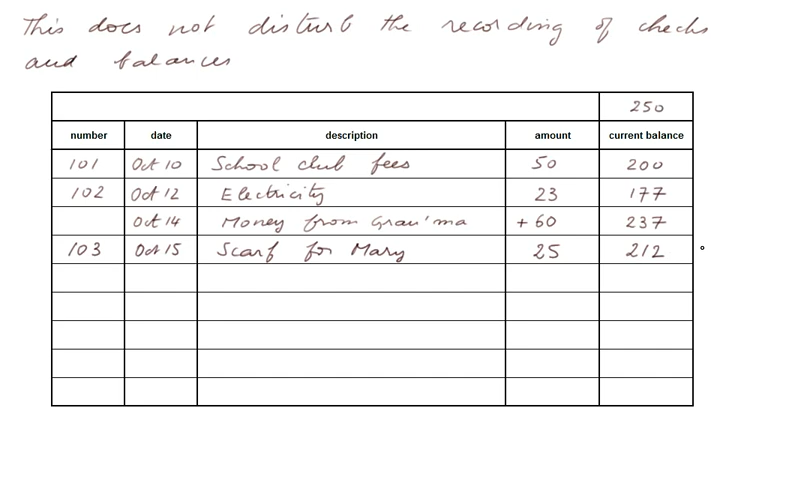 This does not disturb the recording of checks
and balances
250
number date description amount current balance
101 Oct 10 School club fees 50 200
102 Oct 12 Electricity 23 177
Oct 14 Money from Gran'ma + 60 237
103 Oct 15 Scarf for Mary 25 212